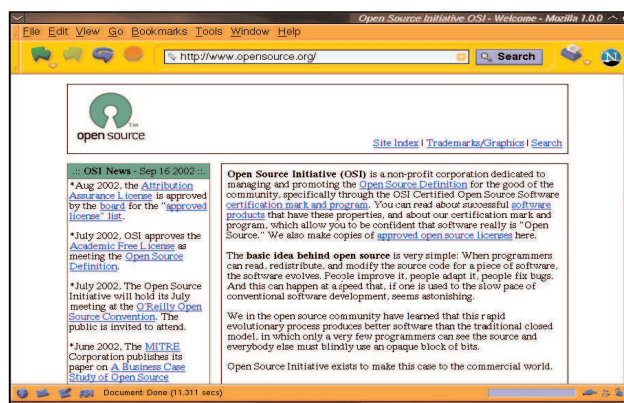 Open Source Initiative OSI - Welcome - Mozilla 1.0.0
File Edit View Go Bookmarks Tools Window Help
http://www.opensource.org/
Search
N
TM
open source
Site Index | Trademarks/Graphics | Search
.:: OSI News - Sep 16 2002 ::.
*Aug 2002, the Attribution
Assurance License is approved
by the board for the "approved
license" list.
*July 2002, OSI approves the
Academic Free License as
meeting the Open Source
Definition.
*July 2002, The Open Source
Initiative will hold its July
meeting at the O'Reilly Open
Source Convention. The
public is invited to attend.
*June 2002, The MITRE
Corporation publishes its
paper on A Business Case
Study of Open Source
Open Source Initiative (OSI) is a non-profit corporation dedicated to
managing and promoting the Open Source Definition for the good of the
community, specifically through the OSI Certified Open Source Software
certification mark and program. You can read about successful software
products that have these properties, and about our certification mark and
program, which allow you to be confident that software really is "Open
Source." We also make copies of approved open source licenses here.
The basic idea behind open source is very simple: When programmers
can read, redistribute, and modify the source code for a piece of software,
the software evolves. People improve it, people adapt it, people fix bugs.
And this can happen at a speed that, if one is used to the slow pace of
conventional software development, seems astonishing.
We in the open source community have learned that this rapid
evolutionary process produces better software than the traditional closed
model, in which only a very few programmers can see the source and
everybody else must blindly use an opaque block of bits.
Open Source Initiative exists to make this case to the commercial world.
Document: Done (11.311 secs)